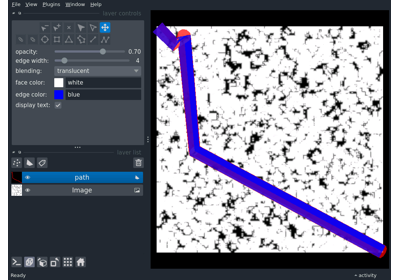 File View Plugins Window Help
layer controls
opacity: 0.70
edge width: 4
blending: translucent
face color: white
edge color: blue
display text:
layer list
path
Image
Ready
activity